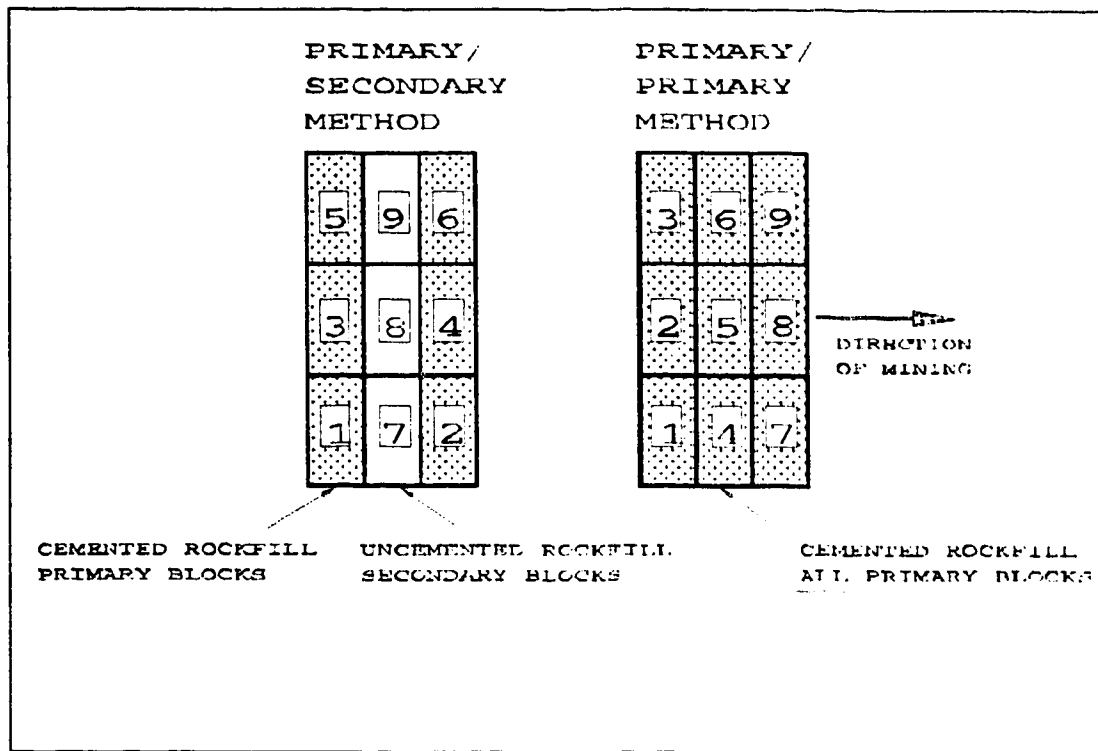 PRIMARY/
SECONDARY
METHOD
5 9 6
3 8 4
1 7 2
CEMENTED ROCKFILL
PRIMARY BLOCKS
UNCEMENTED ROCKFILL
SECONDARY BLOCKS
PRIMARY/
PRIMARY
METHOD
3 6 9
2 5 8
1 4 7
DIRECTION
OF MINING
CEMENTED ROCKFILL
ALL PRIMARY BLOCKS